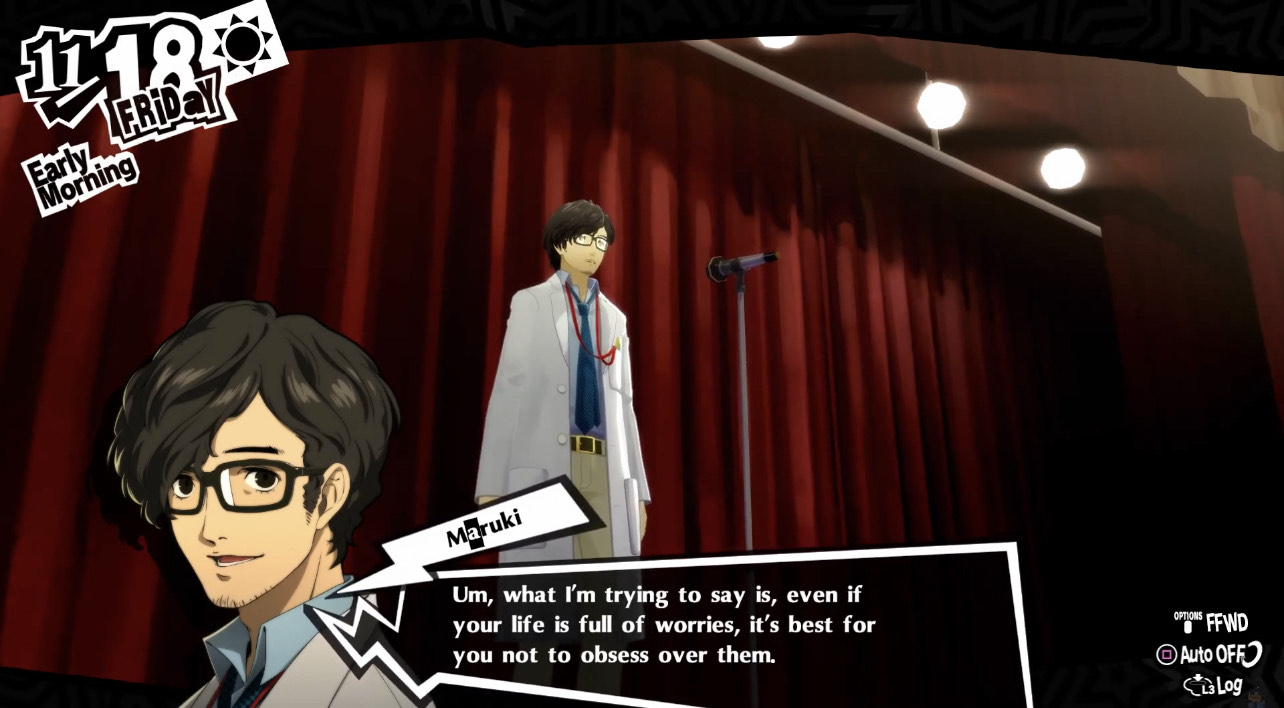 11/18
FRiDaY
Early
Morning
Maruki
Um, what I'm trying to say is, even if
your life is full of worries, it's best for
you not to obsess over them.
OPTIONS FFWD
Auto OFF
L3 Log